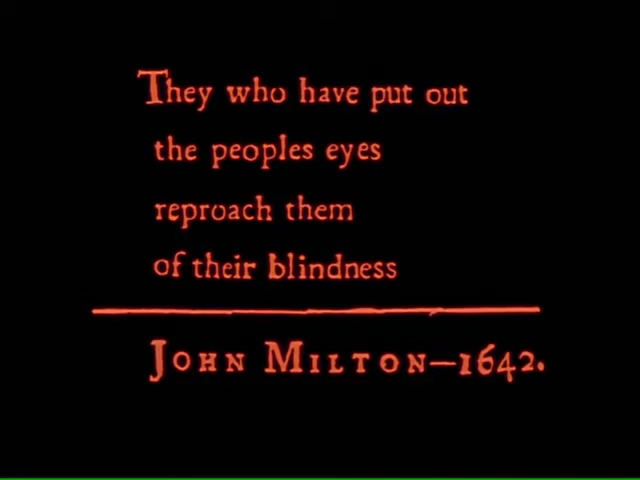 They who have put out
the peoples eyes
reproach them
of their blindness
JOHN MILTON—1642.